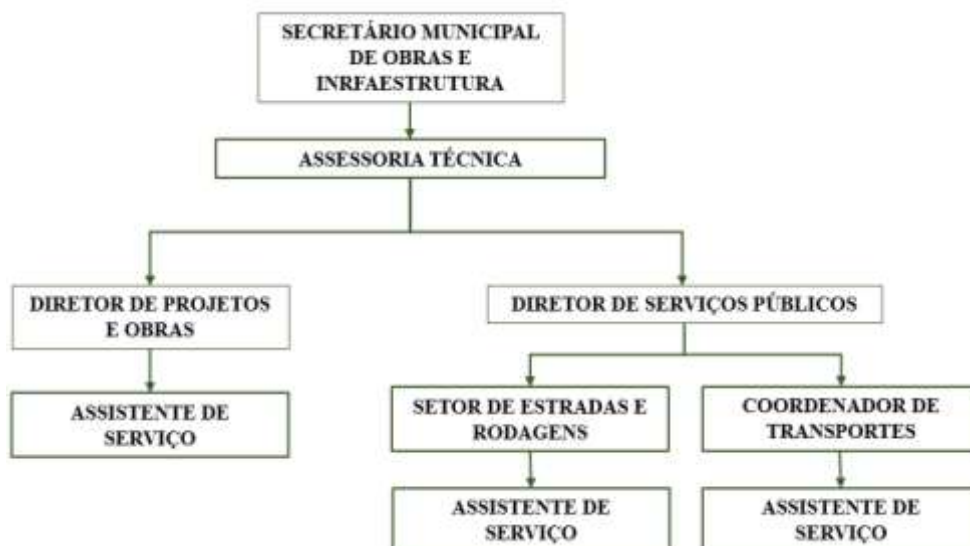 SECRETÁRIO MUNICIPAL
DE OBRAS E
INRFAESTRUTURA
ASSESSORIA TÉCNICA
DIRETOR DE PROJETOS
E OBRAS
DIRETOR DE SERVIÇOS PÚBLICOS
ASSISTENTE DE
SERVIÇO
SETOR DE ESTRADAS E
RODAGENS
COORDENADOR DE
TRANSPORTES
ASSISTENTE DE
SERVIÇO
ASSISTENTE DE
SERVIÇO